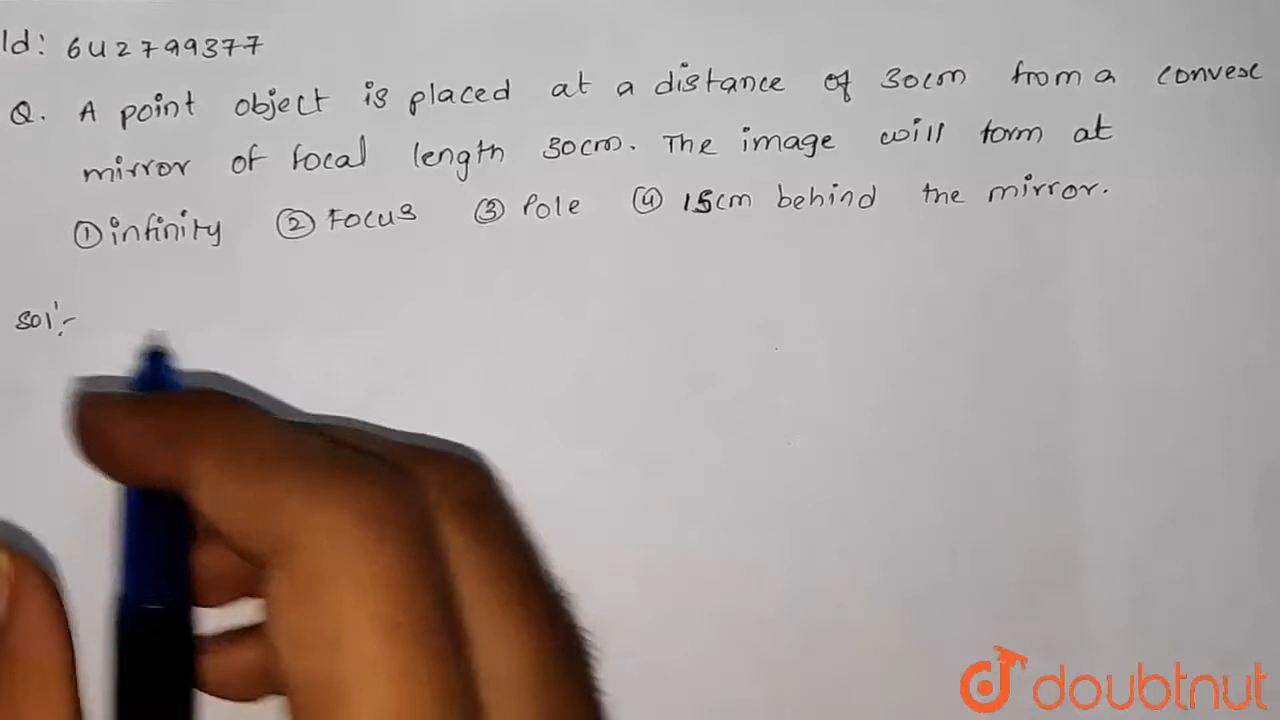 Id: 642799377
Q. A point object is placed at a distance of 30cm from a convex
mirror of focal length 30cm. The image will form at
① infinity ② Focus ③ Pole ④ 15cm behind the mirror.
Sol:-
doubtnut